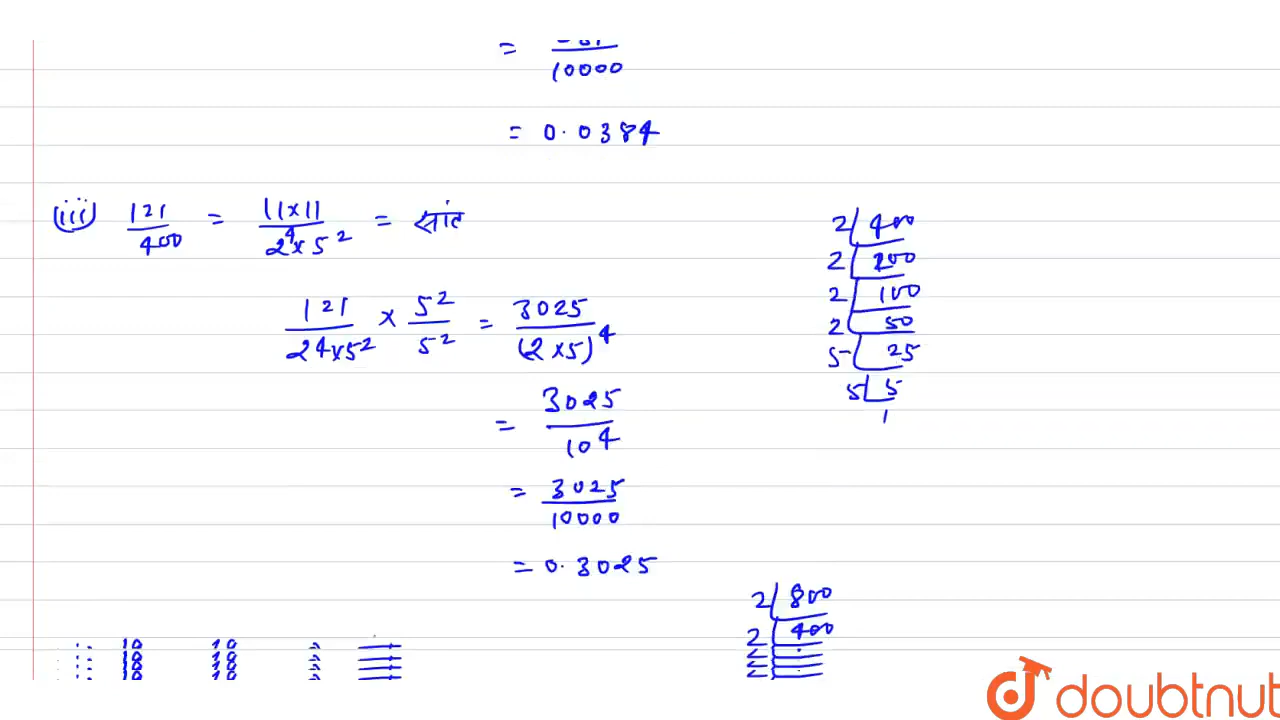 = /10000
= 0.0384
(iii) 121/400 = 11×11/2⁴×5² = सांत
121/2⁴×5² × 5²/5² = 3025/(2×5)⁴
= 3025/10⁴
= 3025/10000
= 0.3025
2 | 400
2 | 200
2 | 100
2 | 50
5 | 25
5 | 5
1
2 | 800
2 | 400
doubtnut